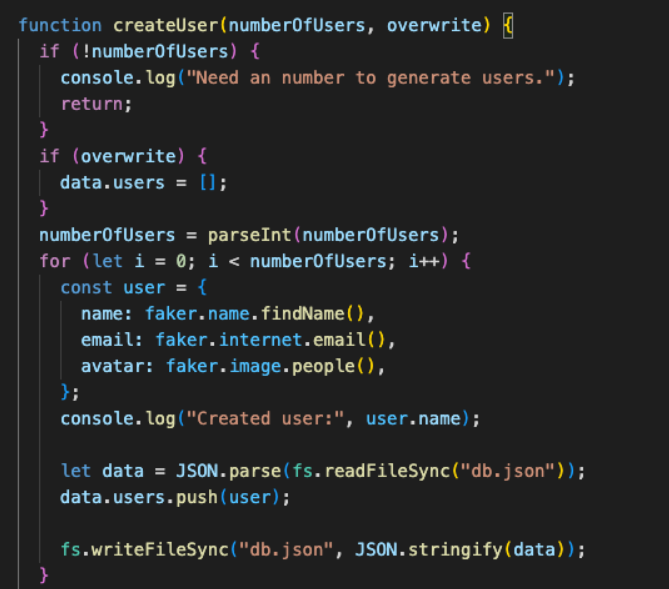 function createUser(numberOfUsers, overwrite) {
if (!numberOfUsers) {
console.log("Need an number to generate users.");
return;
}
if (overwrite) {
data.users = [];
}
numberOfUsers = parseInt(numberOfUsers);
for (let i = 0; i < numberOfUsers; i++) {
const user = {
name: faker.name.findName(),
email: faker.internet.email(),
avatar: faker.image.people(),
};
console.log("Created user:", user.name);
let data = JSON.parse(fs.readFileSync("db.json"));
data.users.push(user);
fs.writeFileSync("db.json", JSON.stringify(data));
}